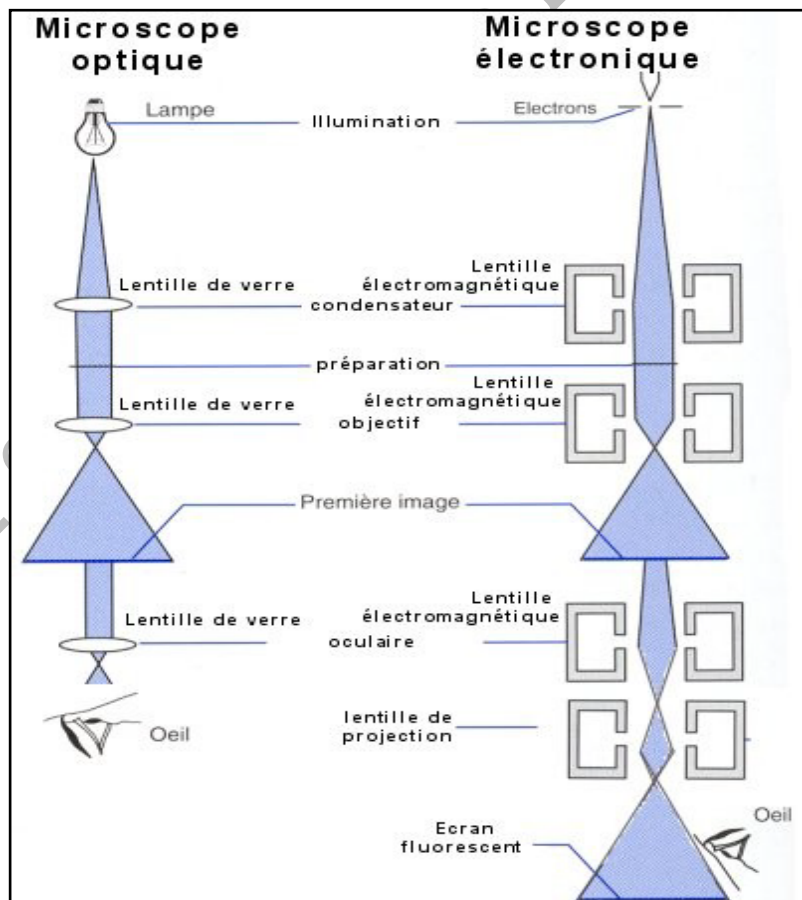 Microscope
optique
Microscope
électronique
Lampe
Illumination
Electrons
Lentille de verre
Lentille
électromagnétique
condensateur
préparation
Lentille de verre
Lentille
électromagnétique
objectif
Première image
Lentille de verre
Lentille
électromagnétique
oculaire
Oeil
lentille de
projection
Oeil
Ecran
fluorescent